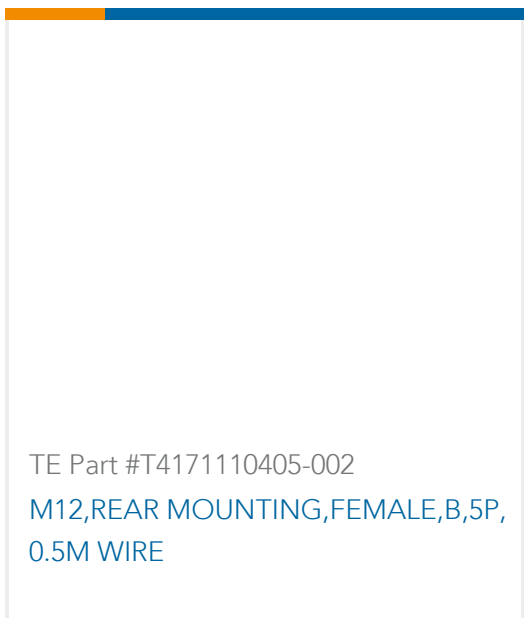 TE Part #T4171110405-002
M12,REAR MOUNTING,FEMALE,B,5P,
0.5M WIRE